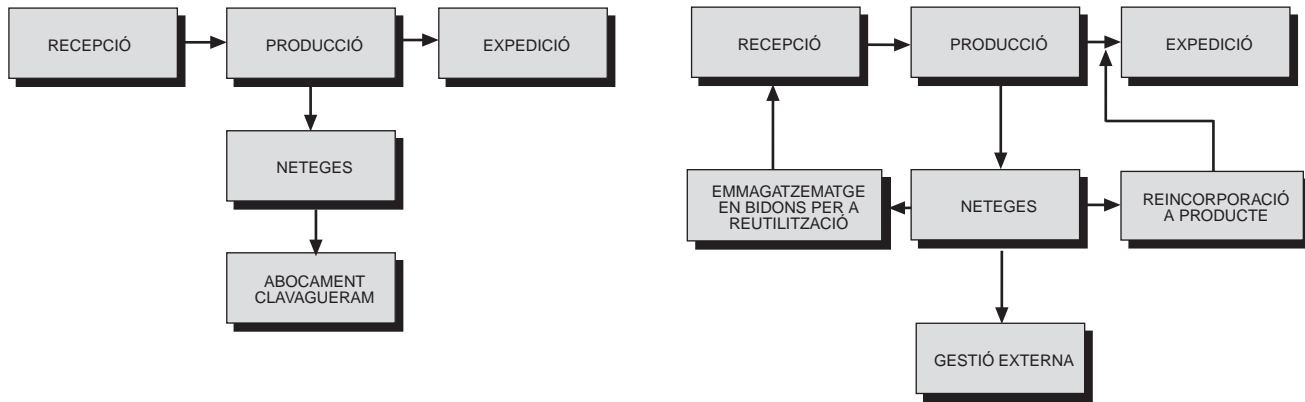 RECEPCIÓ
PRODUCCIÓ
EXPEDICIÓ
NETEGES
ABOCAMENT
CLAVAGUERAM
RECEPCIÓ
PRODUCCIÓ
EXPEDICIÓ
EMMAGATZEMATGE
EN BIDONS PER A
REUTILITZACIÓ
NETEGES
REINCORPORACIÓ
A PRODUCTE
GESTIÓ EXTERNA